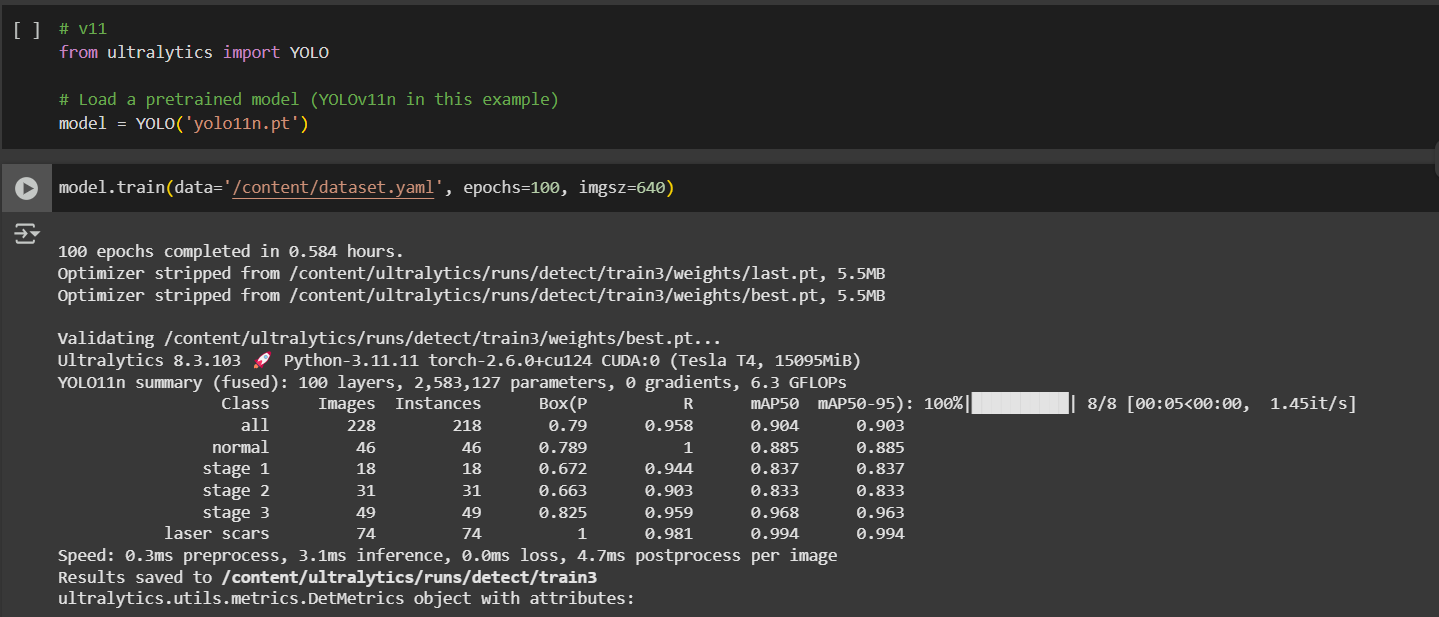 [ ] # v11
from ultralytics import YOLO
# Load a pretrained model (YOLOv11n in this example)
model = YOLO('yolo11n.pt')
model.train(data='/content/dataset.yaml', epochs=100, imgsz=640)
100 epochs completed in 0.584 hours.
Optimizer stripped from /content/ultralytics/runs/detect/train3/weights/last.pt, 5.5MB
Optimizer stripped from /content/ultralytics/runs/detect/train3/weights/best.pt, 5.5MB
Validating /content/ultralytics/runs/detect/train3/weights/best.pt...
Ultralytics 8.3.103 🚀 Python-3.11.11 torch-2.6.0+cu124 CUDA:0 (Tesla T4, 15095MiB)
YOLO11n summary (fused): 100 layers, 2,583,127 parameters, 0 gradients, 6.3 GFLOPs
Class Images Instances Box(P R mAP50 mAP50-95): 100%|██████████| 8/8 [00:05<00:00, 1.45it/s]
all 228 218 0.79 0.958 0.904 0.903
normal 46 46 0.789 1 0.885 0.885
stage 1 18 18 0.672 0.944 0.837 0.837
stage 2 31 31 0.663 0.903 0.833 0.833
stage 3 49 49 0.825 0.959 0.968 0.963
laser scars 74 74 1 0.981 0.994 0.994
Speed: 0.3ms preprocess, 3.1ms inference, 0.0ms loss, 4.7ms postprocess per image
Results saved to /content/ultralytics/runs/detect/train3
ultralytics.utils.metrics.DetMetrics object with attributes: